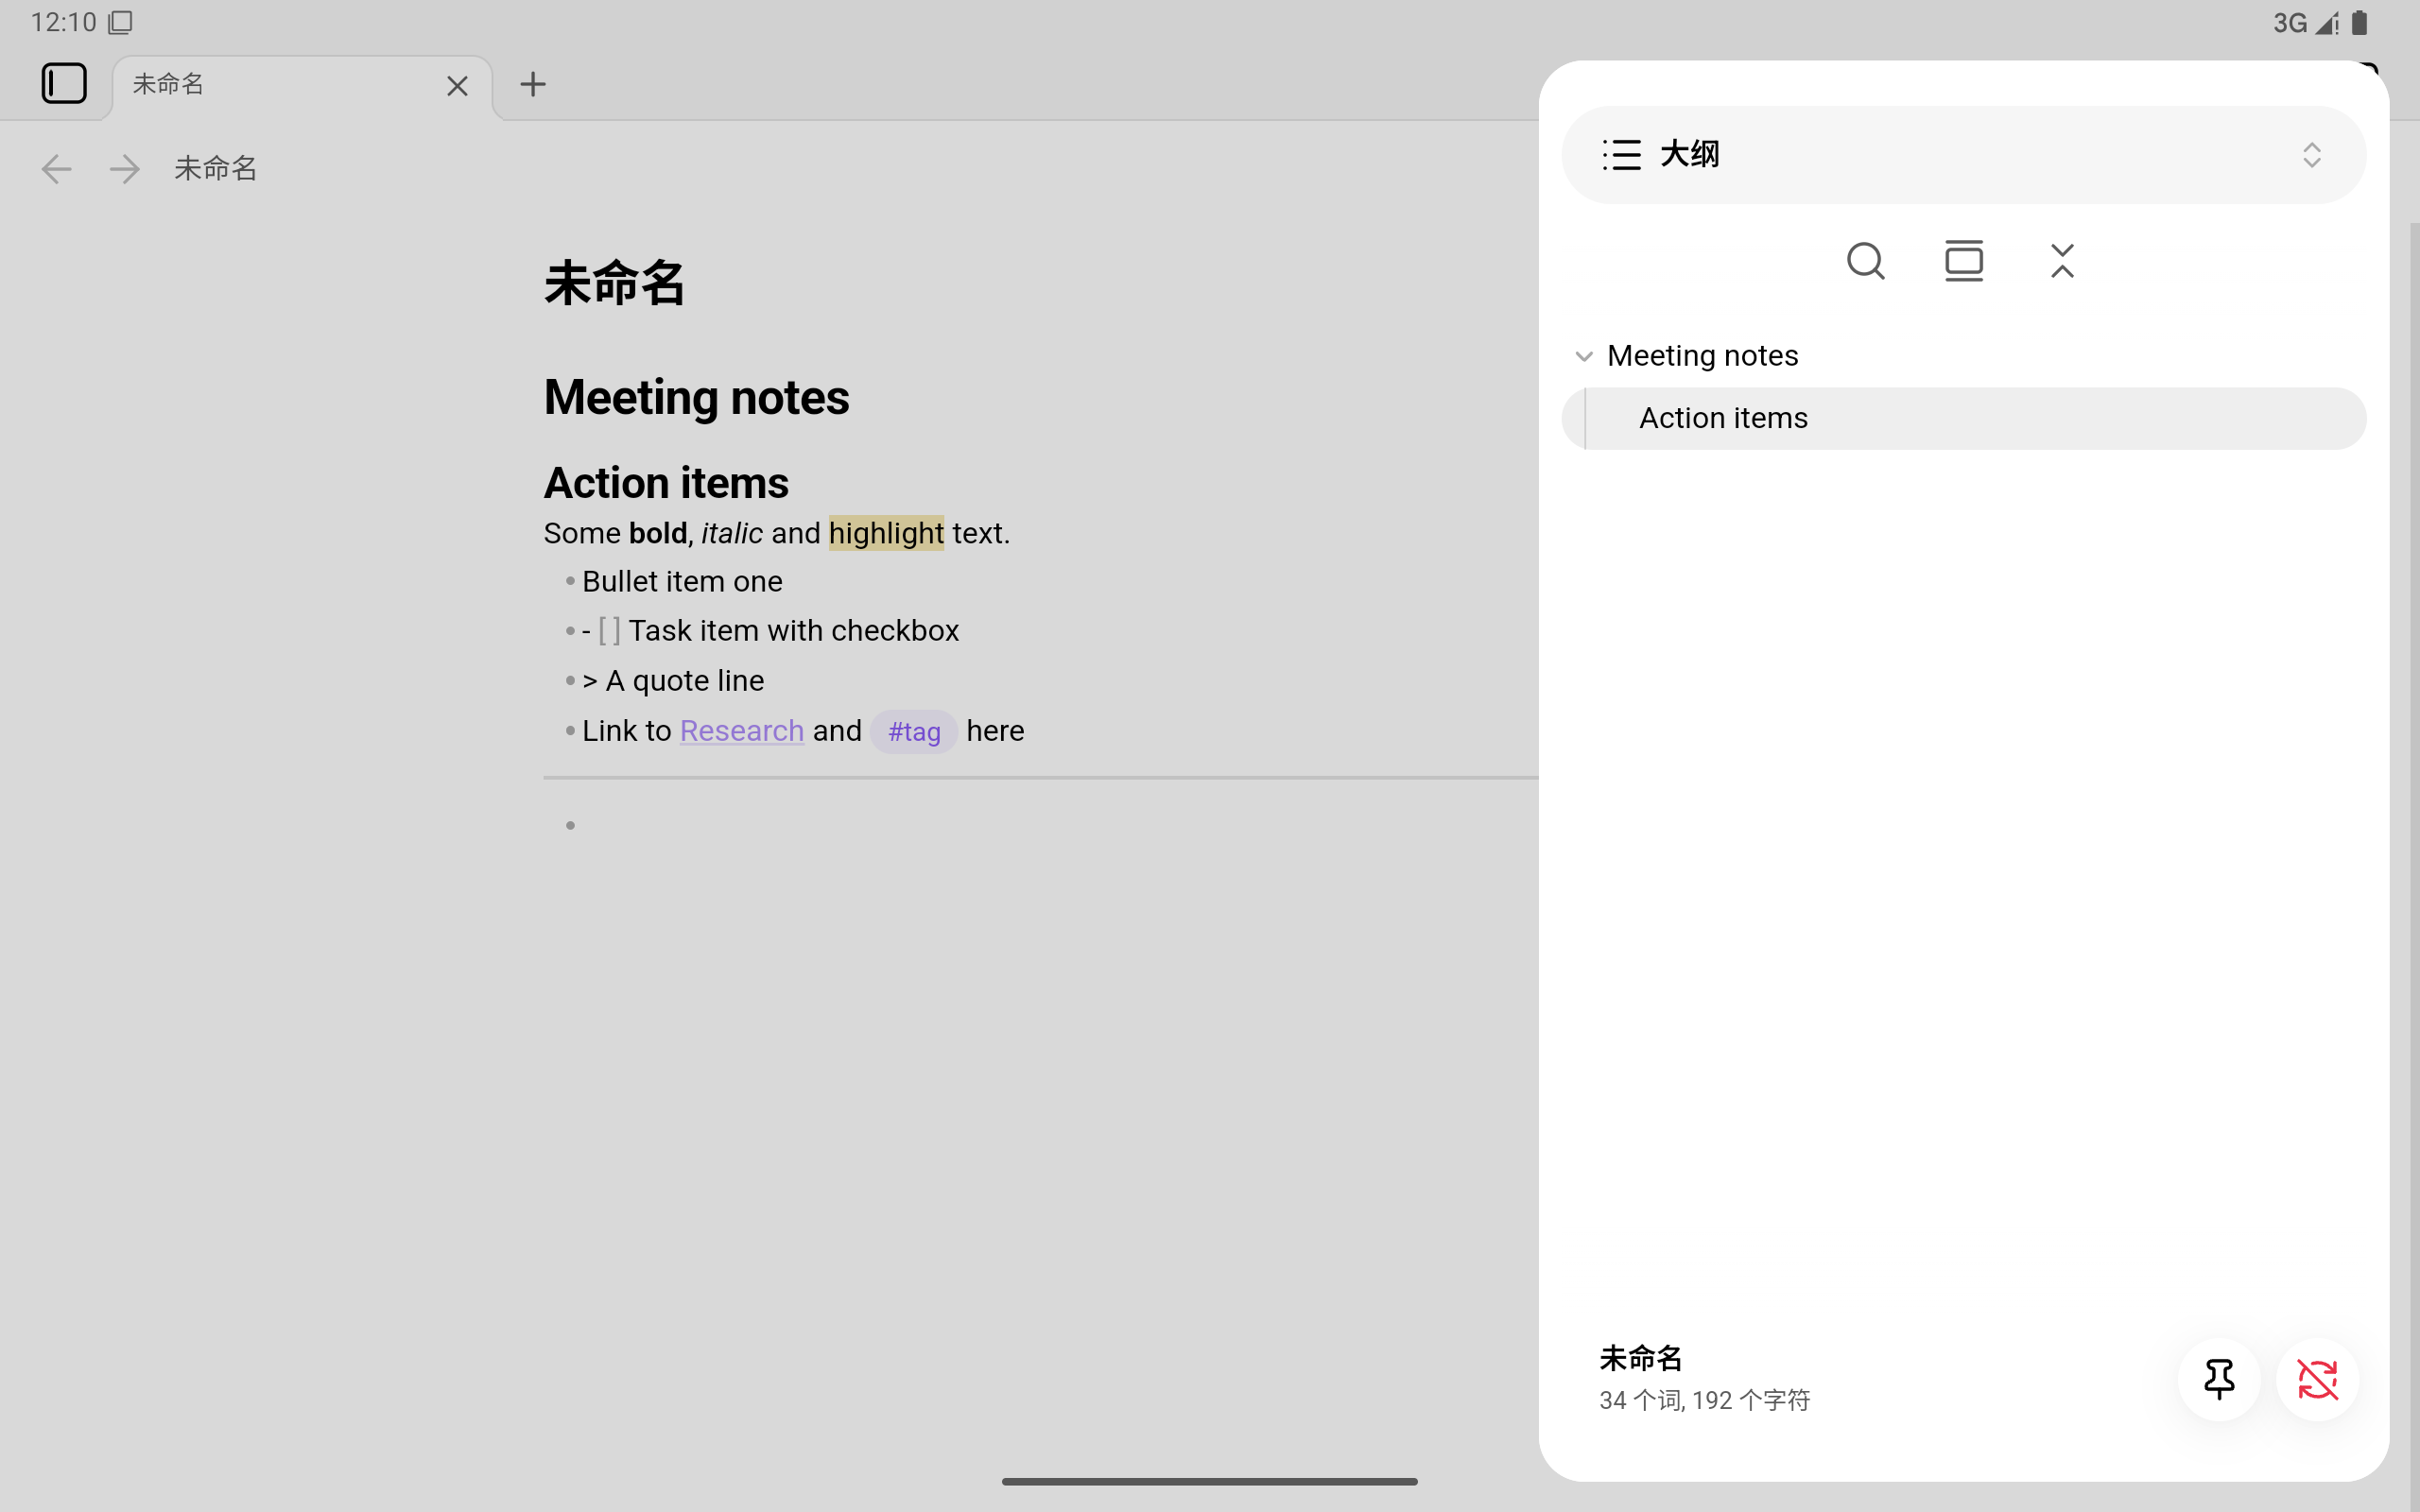 12:10
3G
未命名
未命名
未命名
Meeting notes
Action items
Some bold, italic and highlight text.
Bullet item one
- [ ] Task item with checkbox
> A quote line
Link to Research and #tag here
大纲
Meeting notes
Action items
未命名
34 个词, 192 个字符